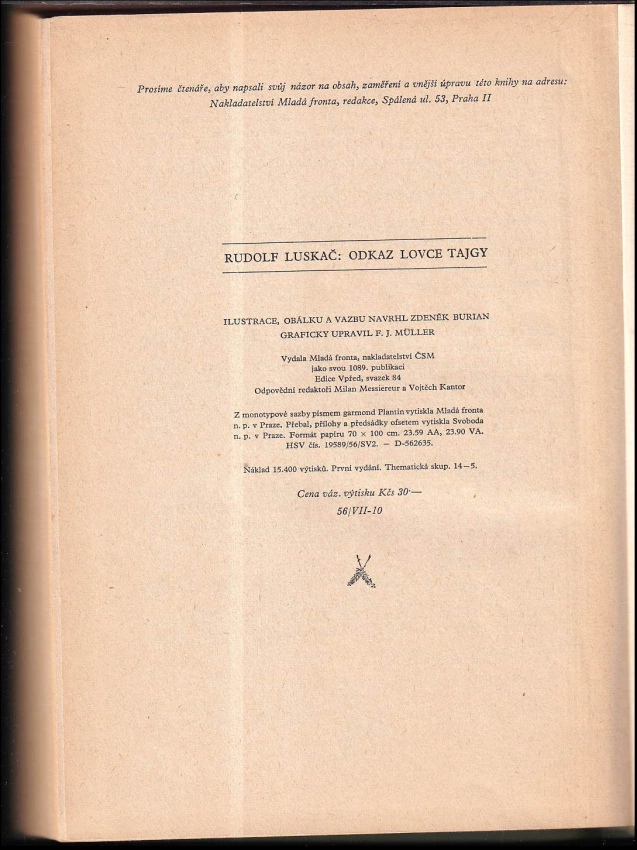 Prosíme čtenáře, aby napsali svůj názor na obsah, zaměření a vnější úpravu této knihy na adresu:
Nakladatelství Mladá fronta, redakce, Spálená ul. 53, Praha II
RUDOLF LUSKAČ: ODKAZ LOVCE TAJGY
ILUSTRACE, OBÁLKU A VAZBU NAVRHL ZDENĚK BURIAN
GRAFICKY UPRAVIL F. J. MÜLLER
Vydala Mladá fronta, nakladatelství ČSM
jako svou 1089. publikaci
Edice Vpřed, svazek 84
Odpovědní redaktoři Milan Messiereur a Vojtěch Kantor
Z monotypové sazby písmem garmond Plantin vytiskla Mladá fronta
n. p. v Praze. Přebal, přílohy a předsádky ofsetem vytiskla Svoboda
n. p. v Praze. Formát papíru 70 × 100 cm. 23.59 AA, 23.90 VA.
HSV čís. 19589/56/SV2. — D-562635.
Náklad 15.400 výtisků. První vydání. Thematická skup. 14—5.
Cena váz. výtisku Kčs 30·—
56/VII-10